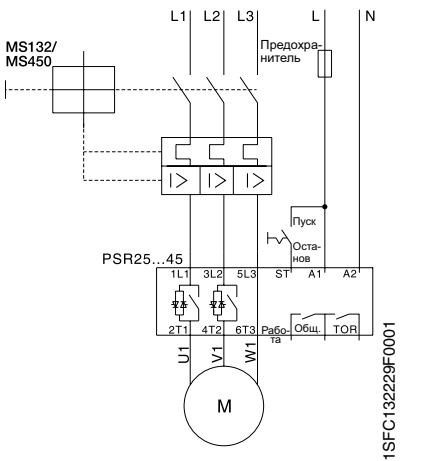 L1 L2 L3 L N
MS132/
MS450
Предохра-
нитель
Пуск
Оста-
нов
PSR25...45
1L1 3L2 5L3 ST A1 A2
2T1 4T2 6T3 Рабо-
та
Общ. TOR
U1 V1 W1
M
1SFC132229F0001